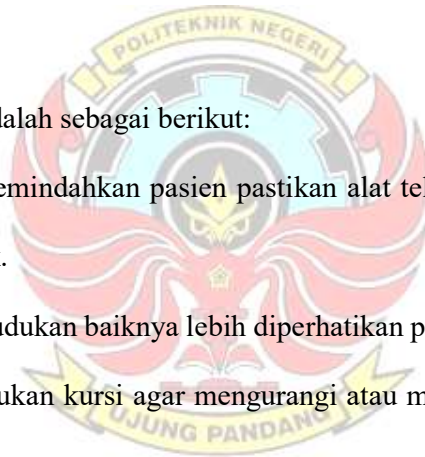 POLITEKNIK NEGERI
dalah sebagai berikut:
emindahkan pasien pastikan alat tel
.
udukan baiknya lebih diperhatikan p
ukan kursi agar mengurangi atau m
UJUNG PANDANG